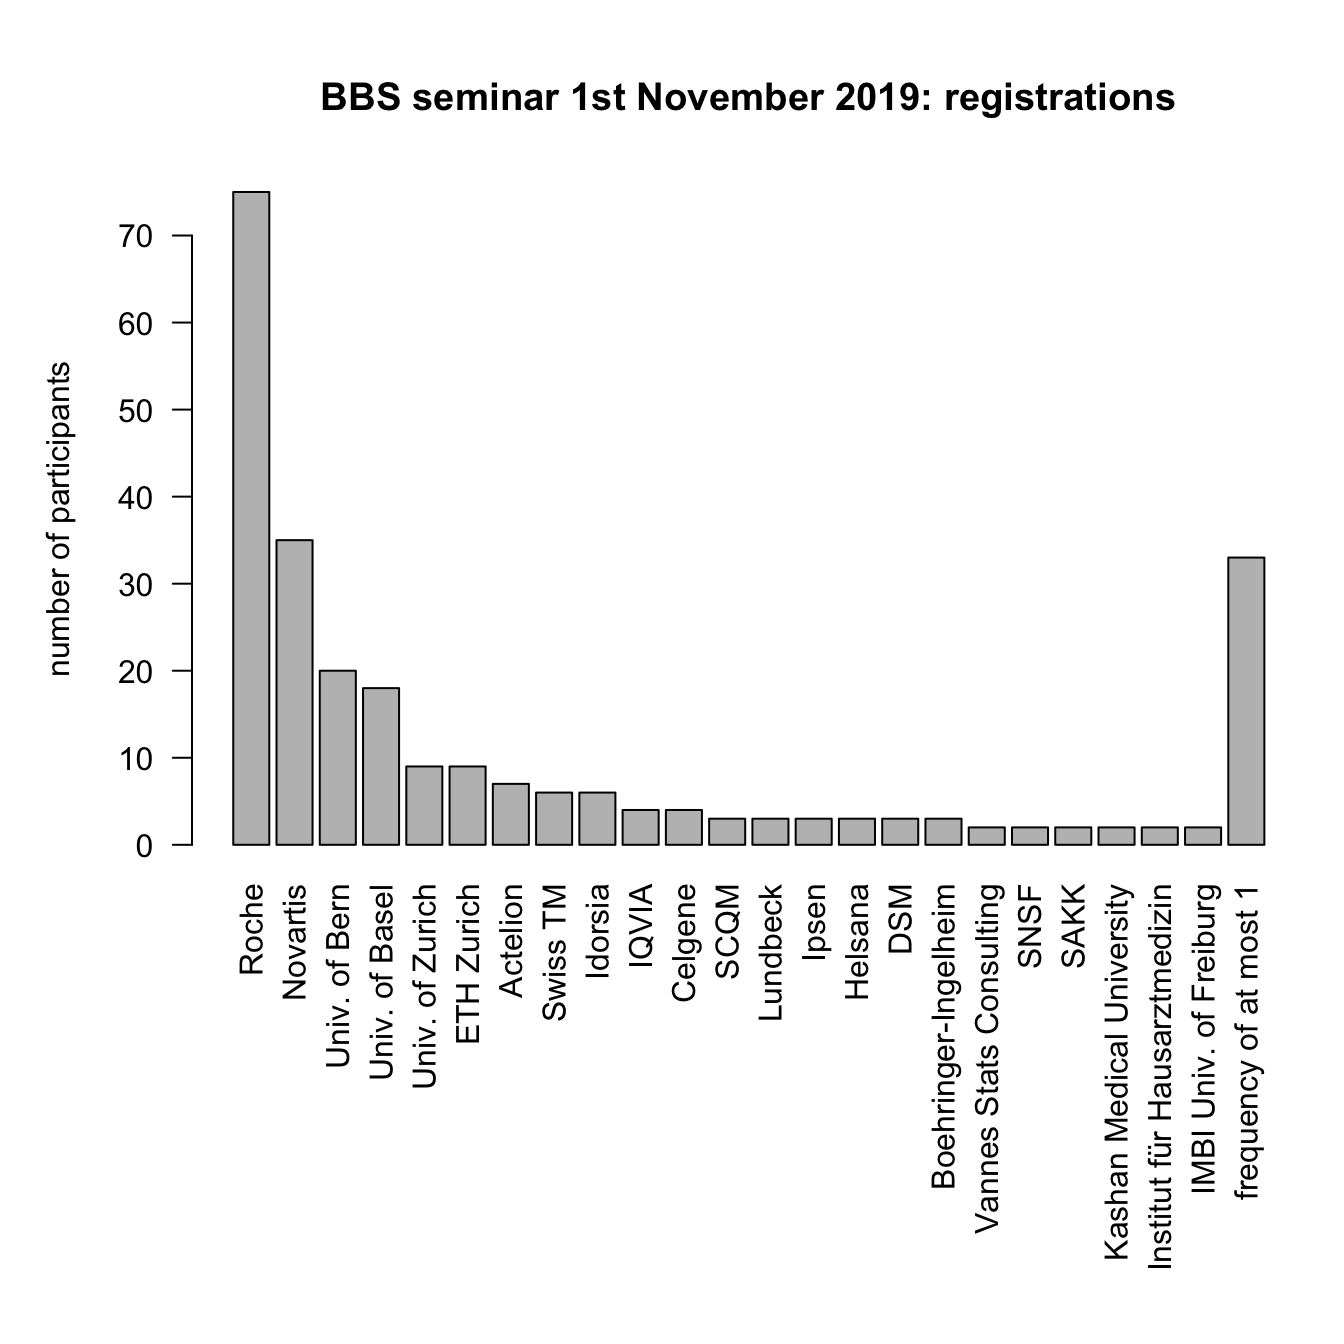 BBS seminar 1st November 2019: registrations
number of participants
70
60
50
40
30
20
10
0
Roche
Novartis
Univ. of Bern
Univ. of Basel
Univ. of Zurich
ETH Zurich
Actelion
Swiss TM
Idorsia
IQVIA
Celgene
SCQM
Lundbeck
Ipsen
Helsana
DSM
Boehringer-Ingelheim
Vannes Stats Consulting
SNSF
SAKK
Kashan Medical University
Institut für Hausarztmedizin
IMBI Univ. of Freiburg
frequency of at most 1